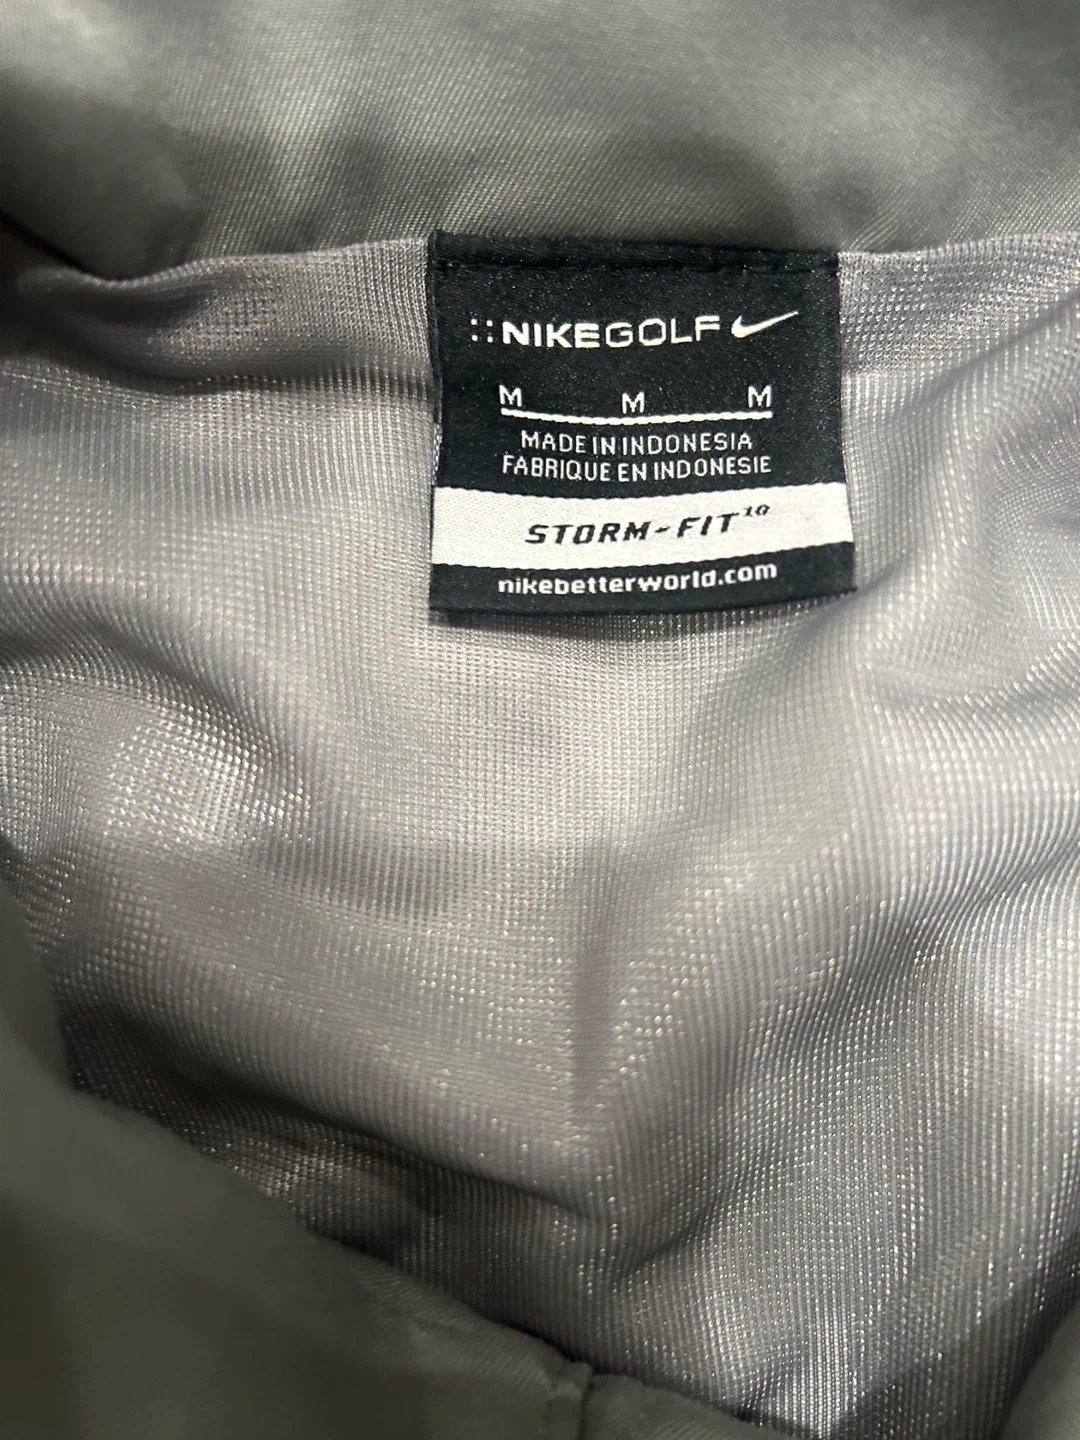 NIKEGOLF
M M M
MADE IN INDONESIA
FABRIQUE EN INDONESIE
STORM-FIT¹⁰
nikebetterworld.com